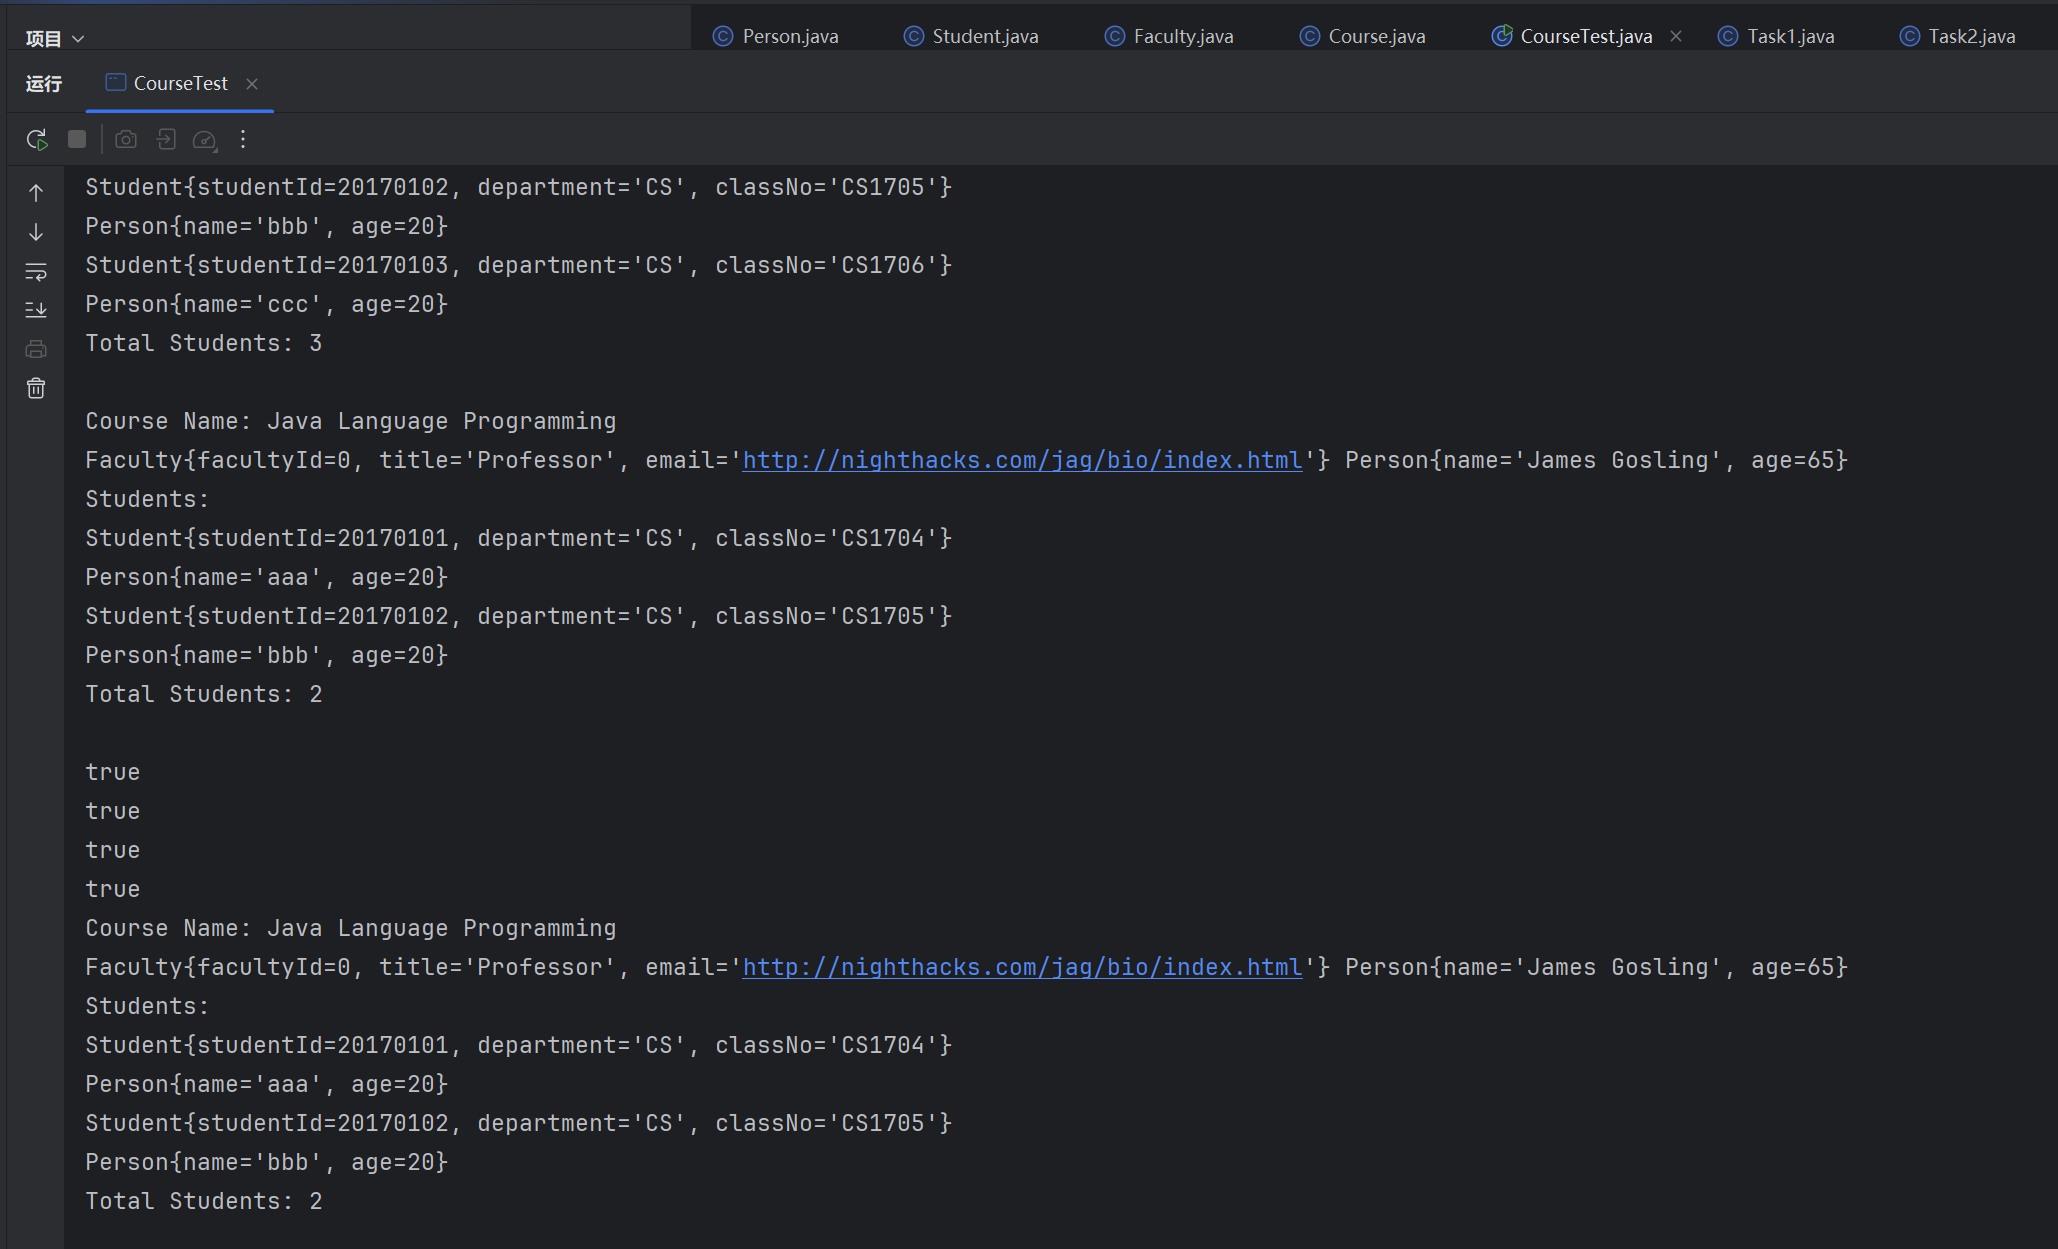 项目
Person.java Student.java Faculty.java Course.java CourseTest.java Task1.java Task2.java
运行 CourseTest
Student{studentId=20170102, department='CS', classNo='CS1705'}
Person{name='bbb', age=20}
Student{studentId=20170103, department='CS', classNo='CS1706'}
Person{name='ccc', age=20}
Total Students: 3
Course Name: Java Language Programming
Faculty{facultyId=0, title='Professor', email='http://nighthacks.com/jag/bio/index.html'} Person{name='James Gosling', age=65}
Students:
Student{studentId=20170101, department='CS', classNo='CS1704'}
Person{name='aaa', age=20}
Student{studentId=20170102, department='CS', classNo='CS1705'}
Person{name='bbb', age=20}
Total Students: 2
true
true
true
true
Course Name: Java Language Programming
Faculty{facultyId=0, title='Professor', email='http://nighthacks.com/jag/bio/index.html'} Person{name='James Gosling', age=65}
Students:
Student{studentId=20170101, department='CS', classNo='CS1704'}
Person{name='aaa', age=20}
Student{studentId=20170102, department='CS', classNo='CS1705'}
Person{name='bbb', age=20}
Total Students: 2